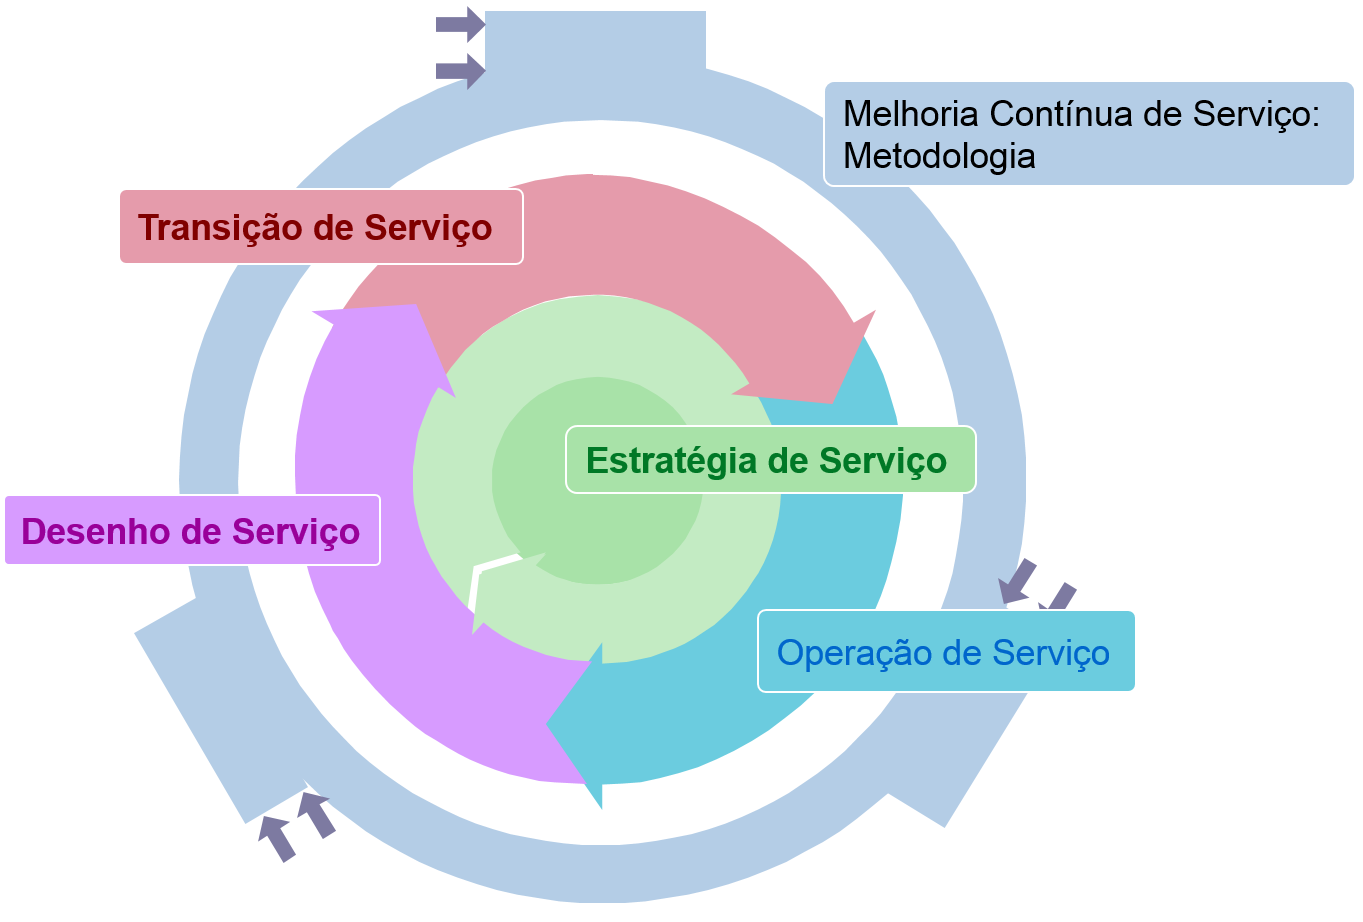 Melhoria Contínua de Serviço:
Metodologia
Transição de Serviço
Estratégia de Serviço
Desenho de Serviço
Operação de Serviço